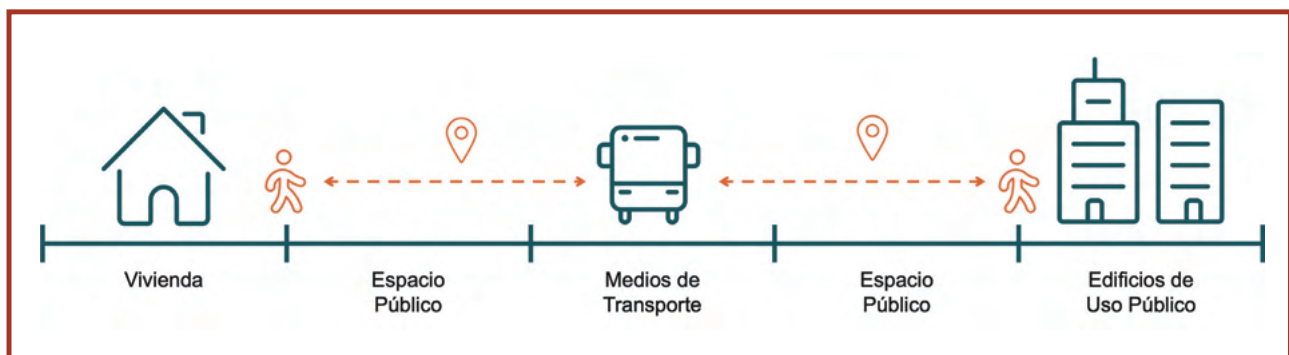 Vivienda
Espacio
Público
Medios de
Transporte
Espacio
Público
Edificios de
Uso Público